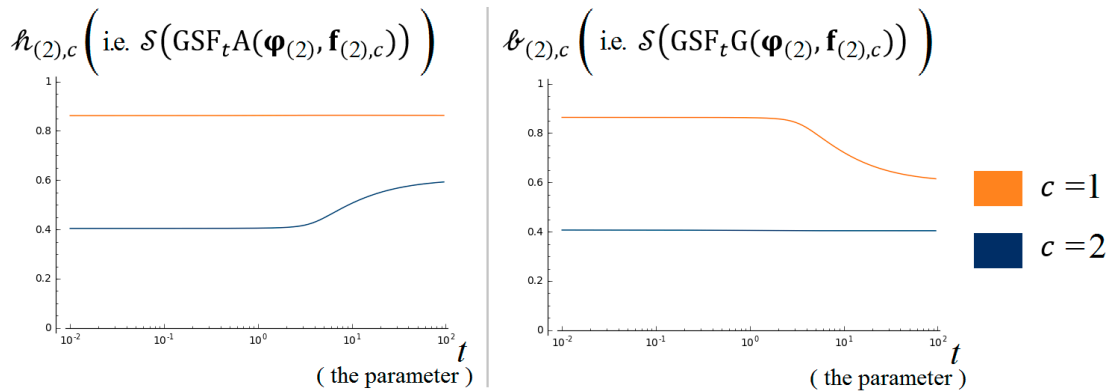 𝒽₍₂₎,c ( i.e. 𝒮(GSFₜA(𝛗₍₂₎, 𝐟₍₂₎,c)) )
1
0.8
0.6
0.4
0.2
0
10⁻² 10⁻¹ 10⁰ 10¹ 10²
t
( the parameter )
𝒷₍₂₎,c ( i.e. 𝒮(GSFₜG(𝛗₍₂₎, 𝐟₍₂₎,c)) )
1
0.8
0.6
0.4
0.2
0
10⁻² 10⁻¹ 10⁰ 10¹ 10²
t
( the parameter )
c =1
c =2